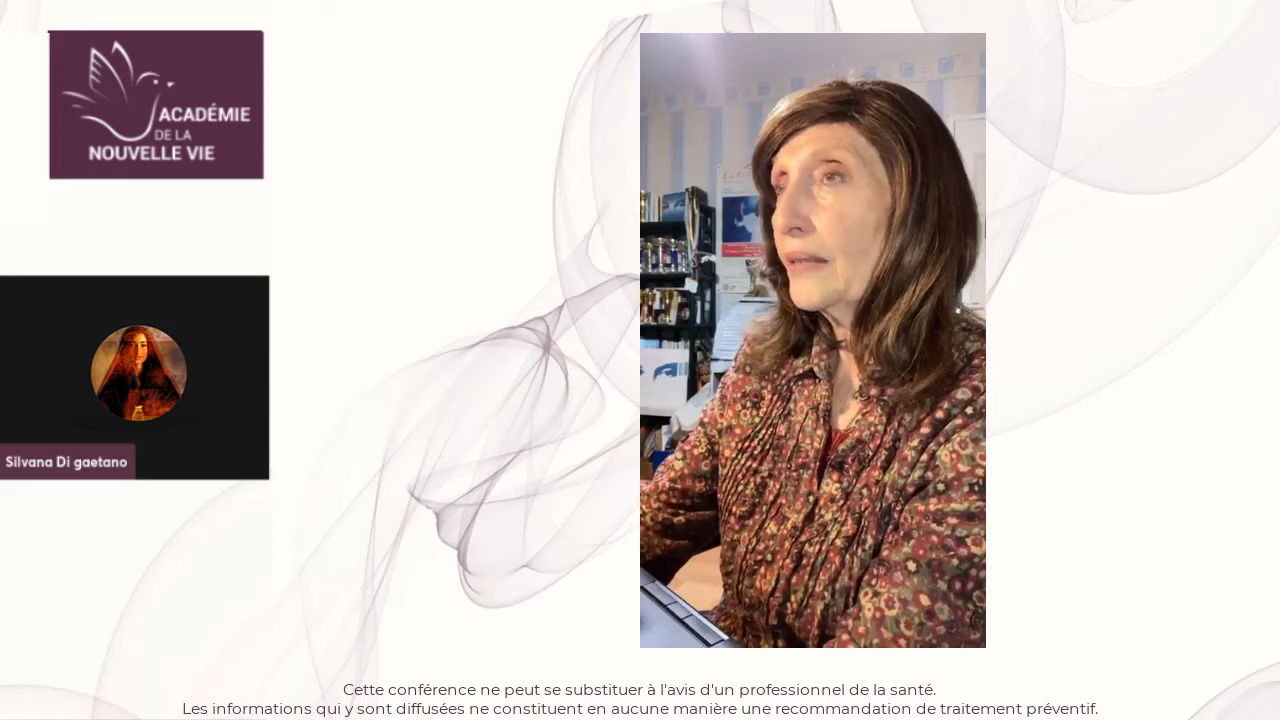 ACADÉMIE
DE LA
NOUVELLE VIE
Silvana Di gaetano
Cette conférence ne peut se substituer à l'avis d'un professionnel de la santé.
Les informations qui y sont diffusées ne constituent en aucune manière une recommandation de traitement préventif.